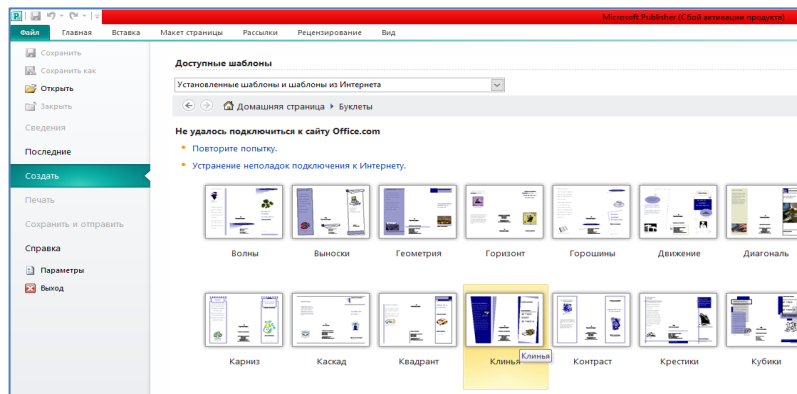 Microsoft Publisher (Сбой активации продукта)
Файл Главная Вставка Макет страницы Рассылки Рецензирование Вид
Сохранить
Сохранить как
Открыть
Закрыть
Сведения
Последние
Создать
Печать
Сохранить и отправить
Справка
Параметры
Выход
Доступные шаблоны
Установленные шаблоны и шаблоны из Интернета
Домашняя страница Буклеты
Не удалось подключиться к сайту Office.com
Повторите попытку.
Устранение неполадок подключения к Интернету.
Волны Выноски Геометрия Горизонт Горошины Движение Диагональ
Карниз Каскад Квадрант Клинья Контраст Крестики Кубики
Клинья